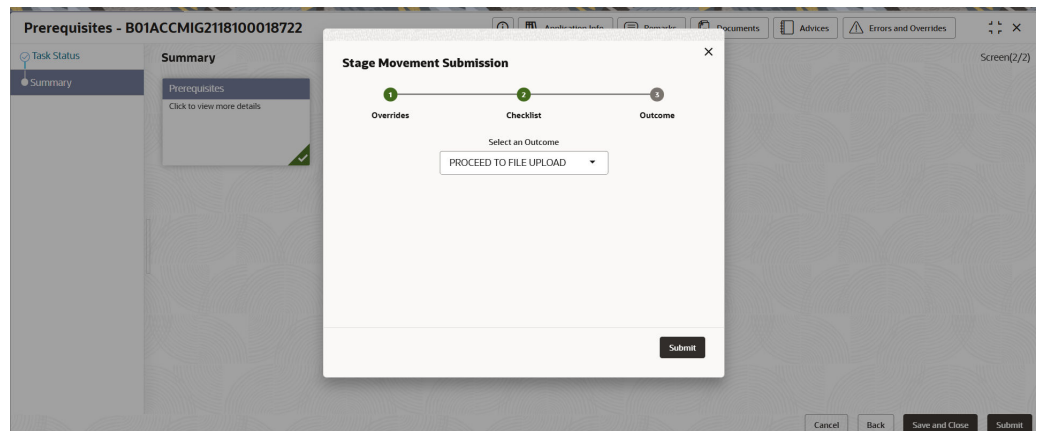 Prerequisites - B01ACCMIG2118100018722
Application Info
Remarks
Documents
Advices
Errors and Overrides
Task Status
Summary
Summary
Screen(2/2)
Prerequisites
Click to view more details
Stage Movement Submission
1
2
3
Overrides
Checklist
Outcome
Select an Outcome
PROCEED TO FILE UPLOAD
Submit
Cancel
Back
Save and Close
Submit